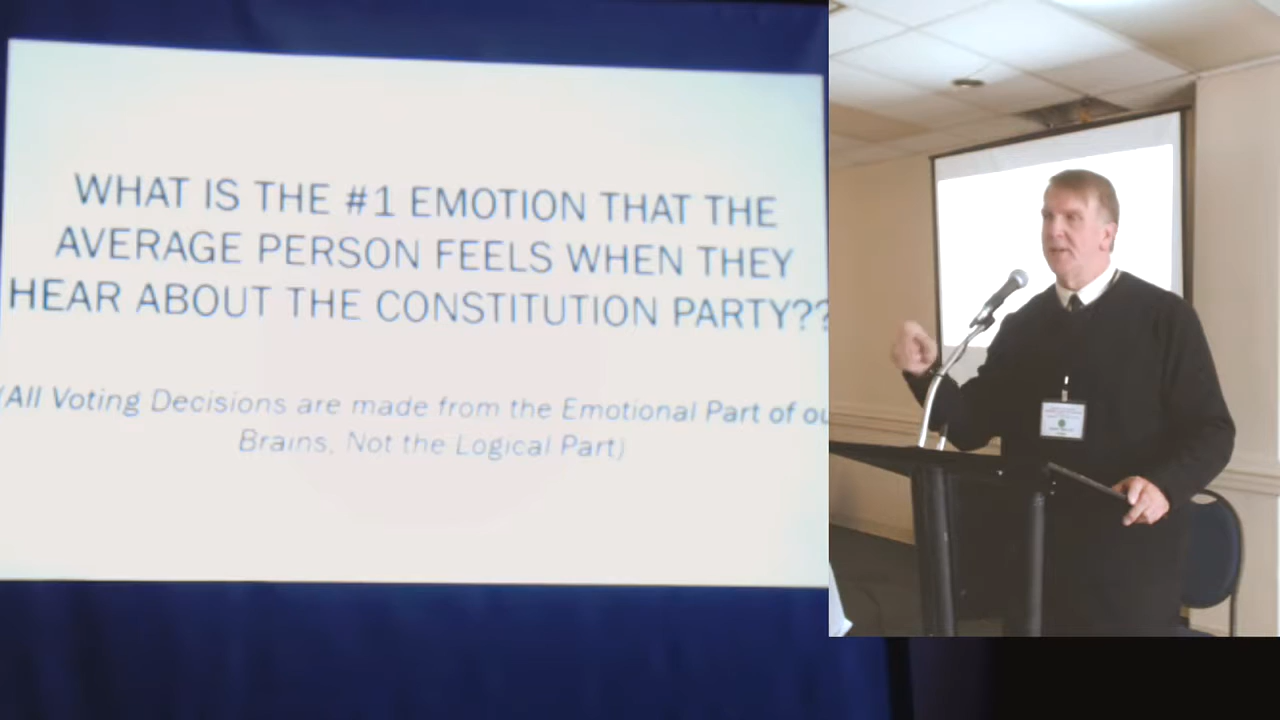 WHAT IS THE #1 EMOTION THAT THE
AVERAGE PERSON FEELS WHEN THEY
HEAR ABOUT THE CONSTITUTION PARTY??
(All Voting Decisions are made from the Emotional Part of ou
Brains, Not the Logical Part)